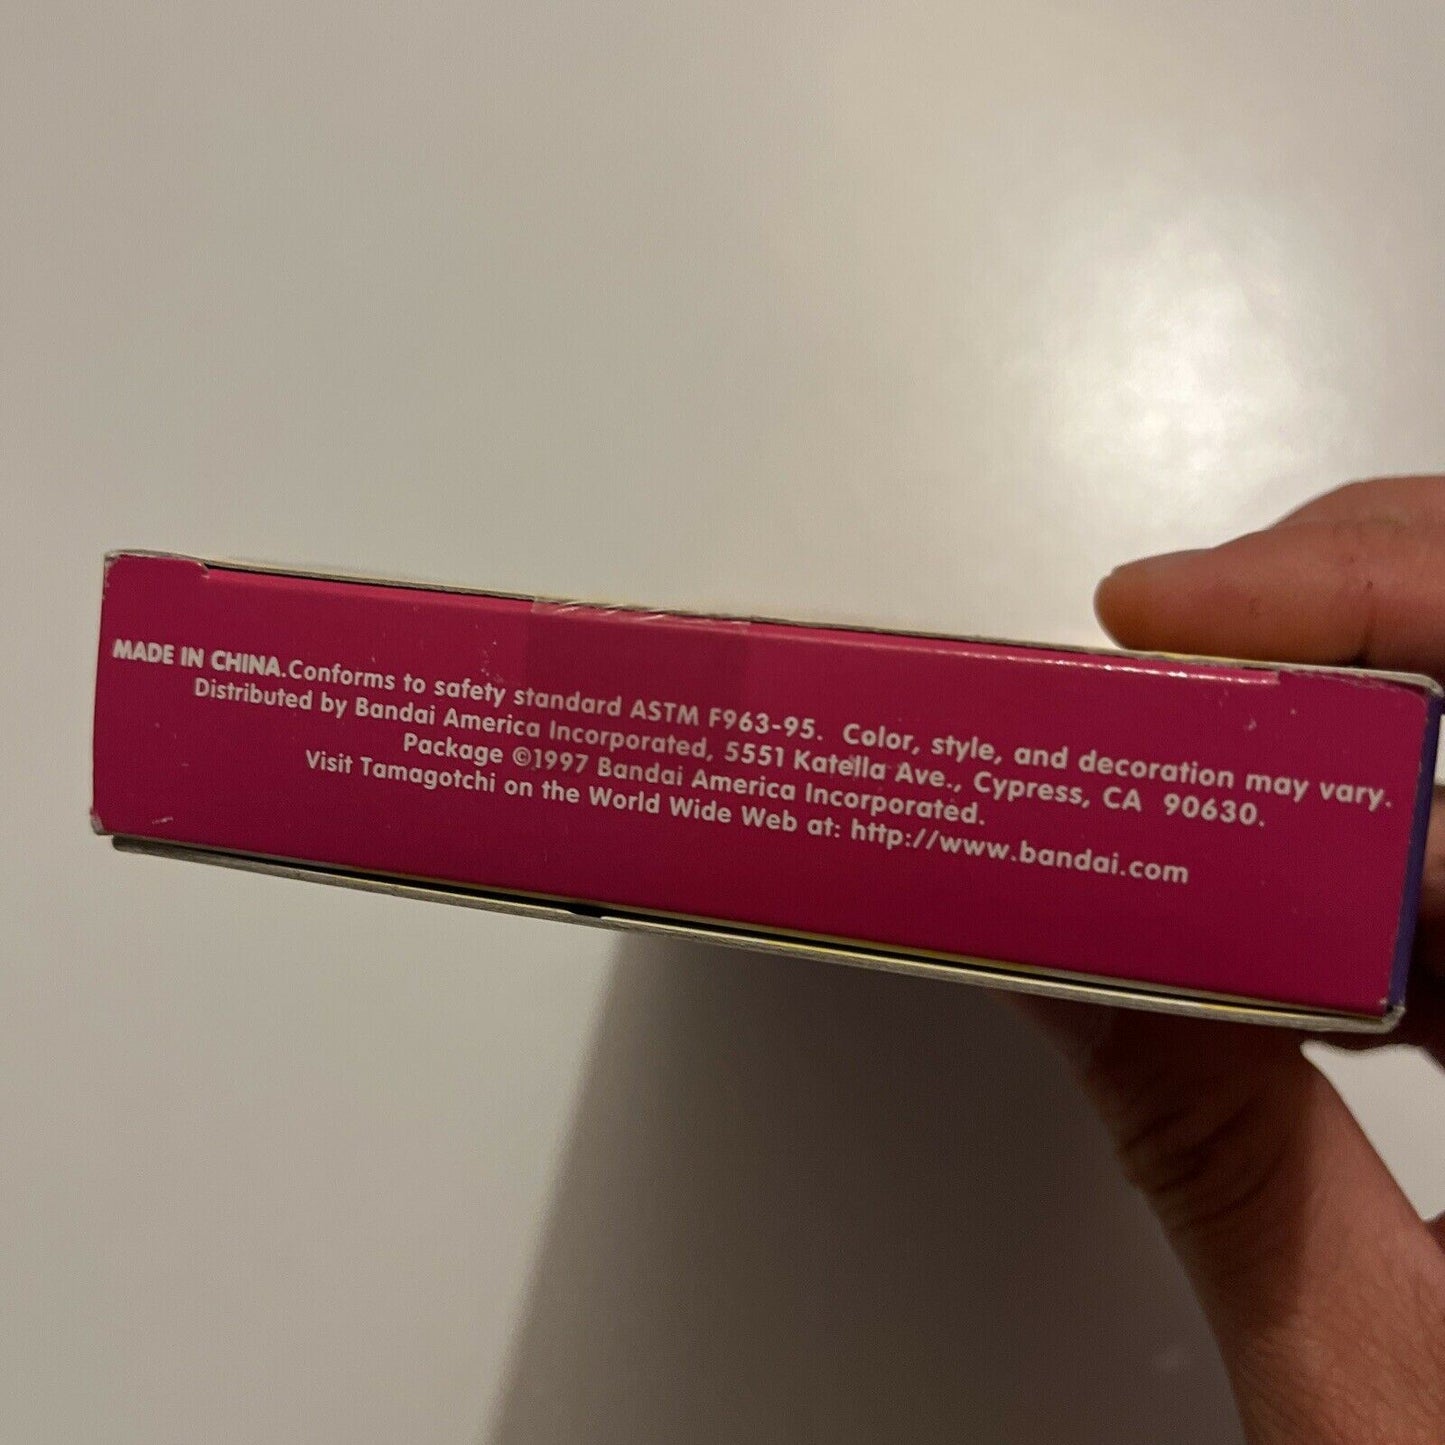 MADE IN CHINA.Conforms to safety standard ASTM F963-95. Color, style, and decoration may vary.
Distributed by Bandai America Incorporated, 5551 Katella Ave., Cypress, CA 90630.
Package ©1997 Bandai America Incorporated.
Visit Tamagotchi on the World Wide Web at: http://www.bandai.com